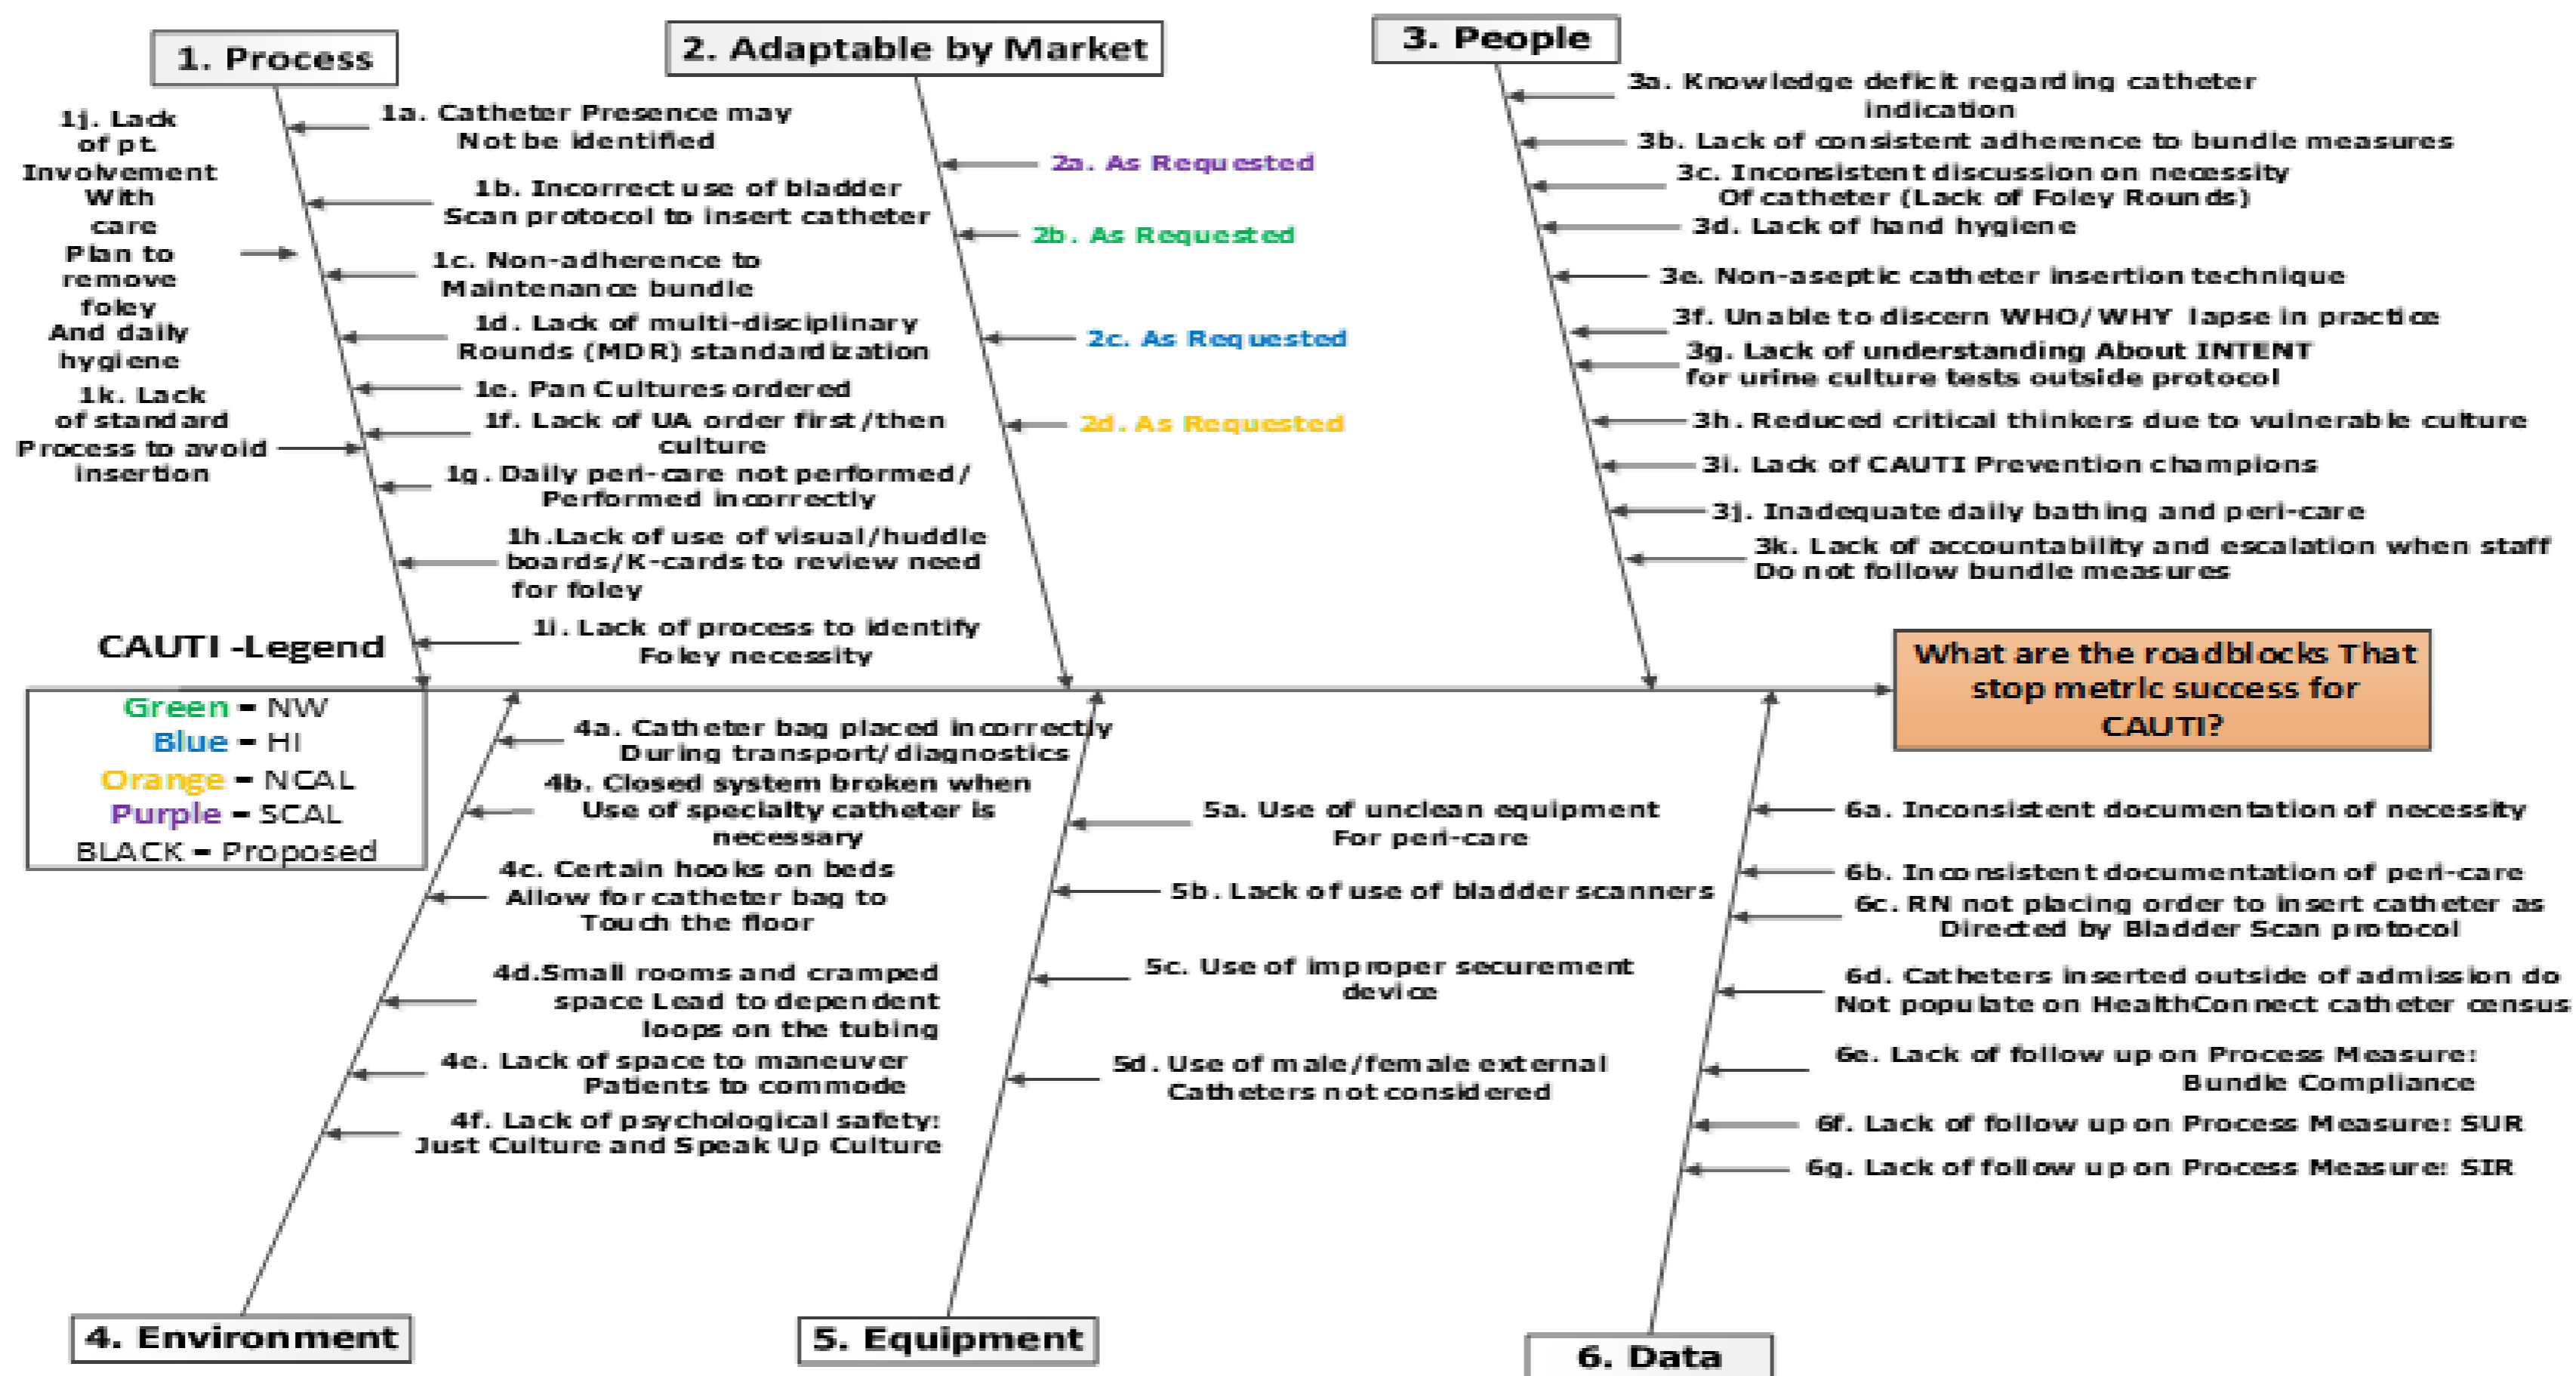 1. Process
1j. Lack
of pt.
Involvement
With
care
Plan to
remove
foley
And daily
hygiene
1k. Lack
of standard
Process to avoid
insertion
1a. Catheter Presence may
Not be identified
1b. Incorrect use of bladder
Scan protocol to insert catheter
1c. Non-adherence to
Maintenance bundle
1d. Lack of multi-disciplinary
Rounds (MDR) standardization
1e. Pan Cultures ordered
1f. Lack of UA order first/then
culture
1g. Daily peri-care not performed/
Performed incorrectly
1h.Lack of use of visual/huddle
boards/K-cards to review need
for foley
1i. Lack of process to identify
Foley necessity
2. Adaptable by Market
2a. As Requested
2b. As Requested
2c. As Requested
2d. As Requested
3. People
3a. Knowledge deficit regarding catheter
indication
3b. Lack of consistent adherence to bundle measures
3c. Inconsistent discussion on necessity
Of catheter (Lack of Foley Rounds)
3d. Lack of hand hygiene
3e. Non-aseptic catheter insertion technique
3f. Unable to discern WHO/WHY lapse in practice
3g. Lack of understanding About INTENT
for urine culture tests outside protocol
3h. Reduced critical thinkers due to vulnerable culture
3i. Lack of CAUTI Prevention champions
3j. Inadequate daily bathing and peri-care
3k. Lack of accountability and escalation when staff
Do not follow bundle measures
What are the roadblocks That
stop metric success for
CAUTI?
CAUTI -Legend
Green = NW
Blue = HI
Orange = NCAL
Purple = SCAL
BLACK = Proposed
4a. Catheter bag placed incorrectly
During transport/diagnostics
4b. Closed system broken when
Use of specialty catheter is
necessary
4c. Certain hooks on beds
Allow for catheter bag to
Touch the floor
4d.Small rooms and cramped
space Lead to dependent
loops on the tubing
4e. Lack of space to maneuver
Patients to commode
4f. Lack of psychological safety:
Just Culture and Speak Up Culture
4. Environment
5a. Use of unclean equipment
For peri-care
5b. Lack of use of bladder scanners
5c. Use of improper securement
device
5d. Use of male/female external
Catheters not considered
5. Equipment
6a. Inconsistent documentation of necessity
6b. Inconsistent documentation of peri-care
6c. RN not placing order to insert catheter as
Directed by Bladder Scan protocol
6d. Catheters inserted outside of admission do
Not populate on HealthConnect catheter census
6e. Lack of follow up on Process Measure:
Bundle Compliance
6f. Lack of follow up on Process Measure: SUR
6g. Lack of follow up on Process Measure: SIR
6. Data